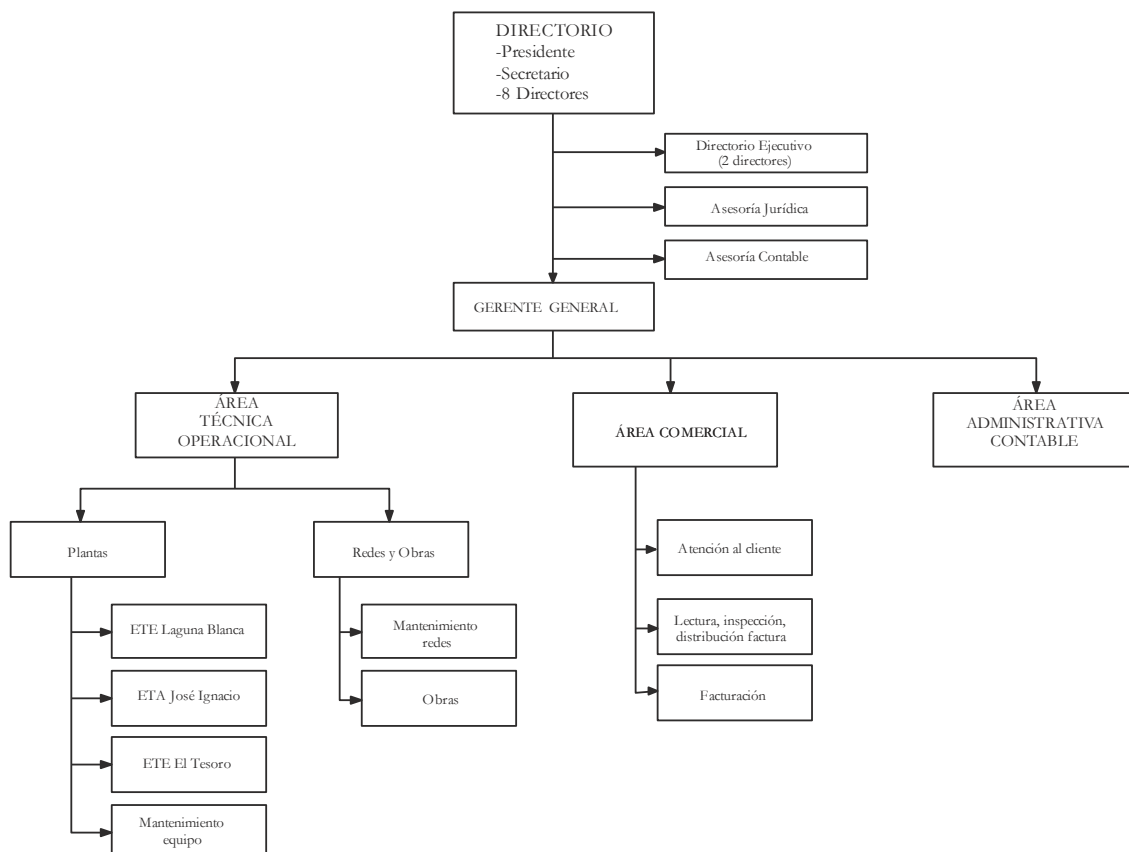 DIRECTORIO
-Presidente
-Secretario
-8 Directores
Directorio Ejecutivo
(2 directores)
Asesoría Jurídica
Asesoría Contable
GERENTE GENERAL
ÁREA
TÉCNICA
OPERACIONAL
ÁREA COMERCIAL
ÁREA
ADMINISTRATIVA
CONTABLE
Plantas
Redes y Obras
Atención al cliente
ETE Laguna Blanca
Mantenimiento
redes
Lectura, inspección,
distribución factura
ETA José Ignacio
Obras
Facturación
ETE El Tesoro
Mantenimiento
equipo